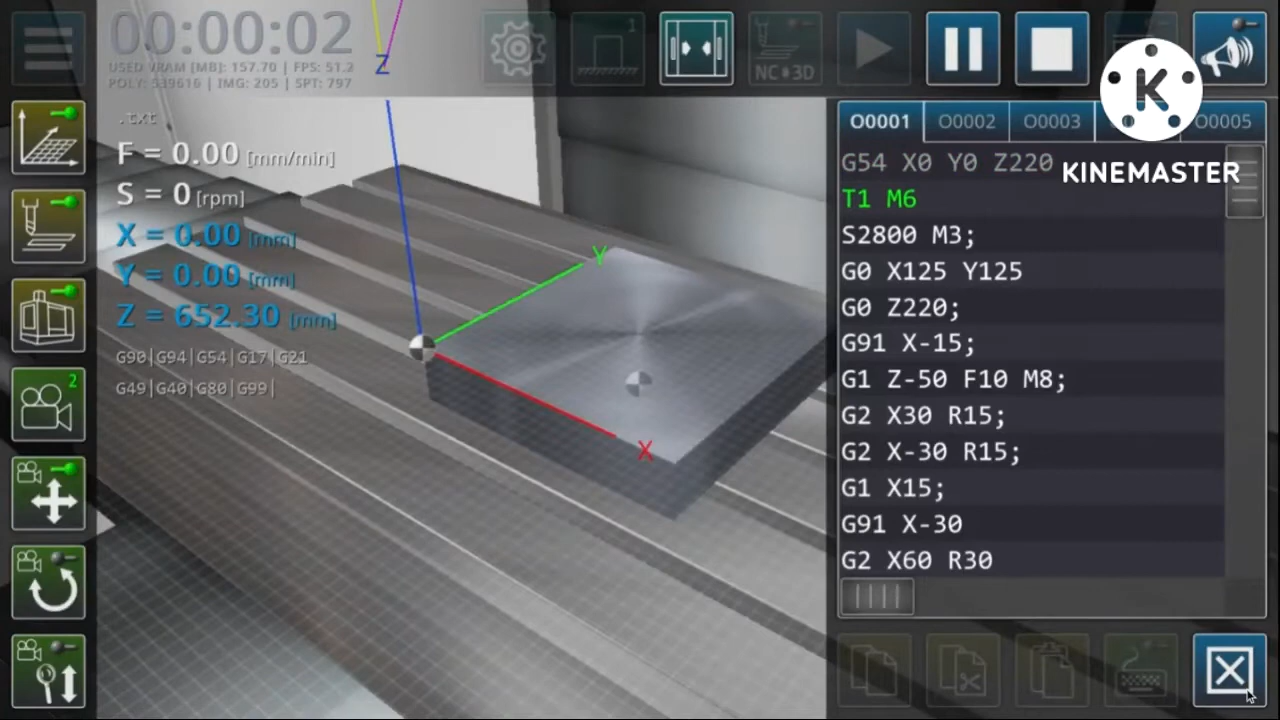 00:00:02
USED VRAM [MB]: 157.70 | FPS: 51.2
POLY: 539616 | IMG: 205 | SPT: 797
.txt
F = 0.00 [mm/min]
S = 0 [rpm]
X = 0.00 [mm]
Y = 0.00 [mm]
Z = 652.30 [mm]
G90|G94|G54|G17|G21
G49|G40|G80|G99|
2
Z
Y
X
1
NC 3D
K
KINEMASTER
O0001
O0002
O0003
O0005
G54 X0 Y0 Z220
T1 M6
S2800 M3;
G0 X125 Y125
G0 Z220;
G91 X-15;
G1 Z-50 F10 M8;
G2 X30 R15;
G2 X-30 R15;
G1 X15;
G91 X-30
G2 X60 R30